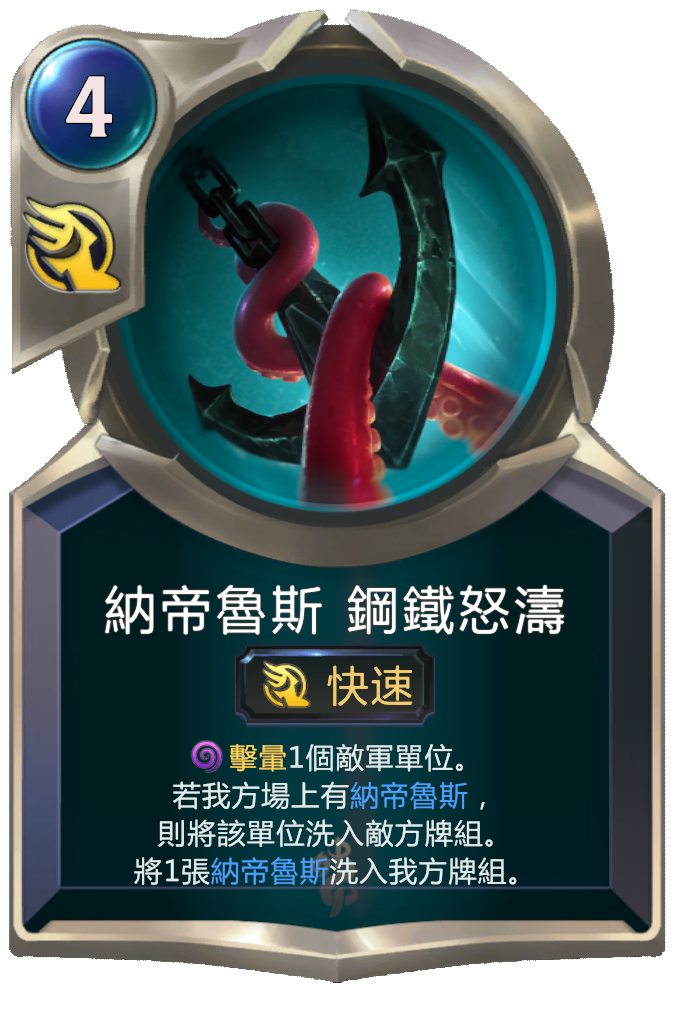 4
納帝魯斯 鋼鐵怒濤
快速
擊暈1個敵軍單位。
若我方場上有納帝魯斯，
則將該單位洗入敵方牌組。
將1張納帝魯斯洗入我方牌組。